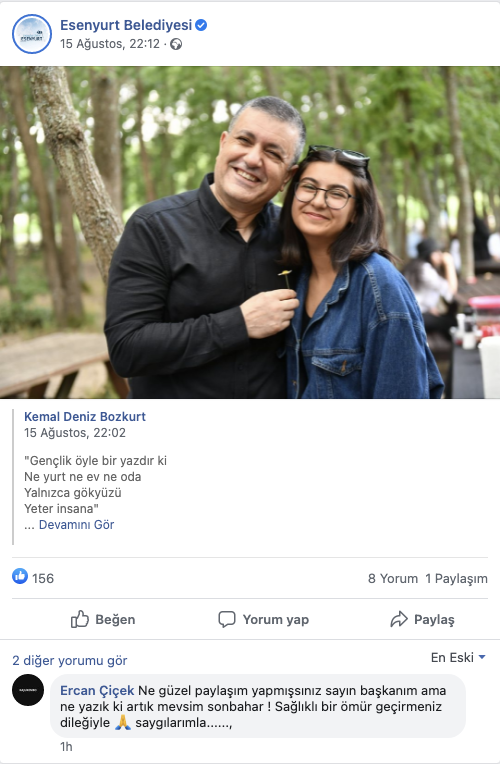 Esenyurt Belediyesi
15 Ağustos, 22:12 ·
ESENYURT
Kemal Deniz Bozkurt
15 Ağustos, 22:02
"Gençlik öyle bir yazdır ki
Ne yurt ne ev ne oda
Yalnızca gökyüzü
Yeter insana"
... Devamını Gör
156
8 Yorum 1 Paylaşım
Beğen Yorum yap Paylaş
2 diğer yorumu gör
En Eski
Ercan Çiçek Ne güzel paylaşım yapmışsınız sayın başkanım ama
ne yazık ki artık mevsim sonbahar ! Sağlıklı bir ömür geçirmeniz
dileğiyle 🙏 saygılarımla......,
1h